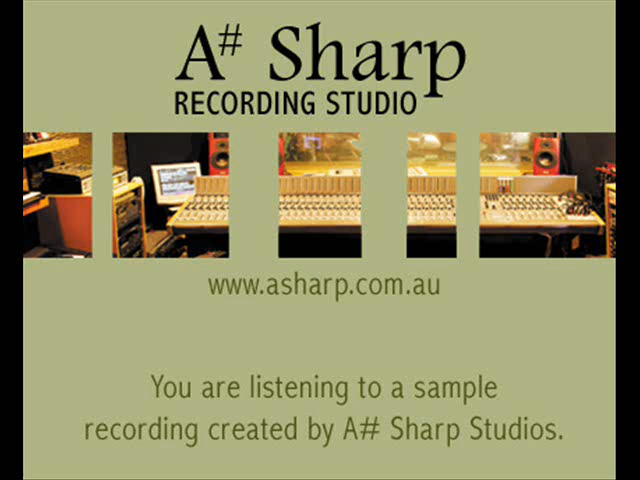 A# Sharp
RECORDING STUDIO
www.asharp.com.au
You are listening to a sample
recording created by A# Sharp Studios.